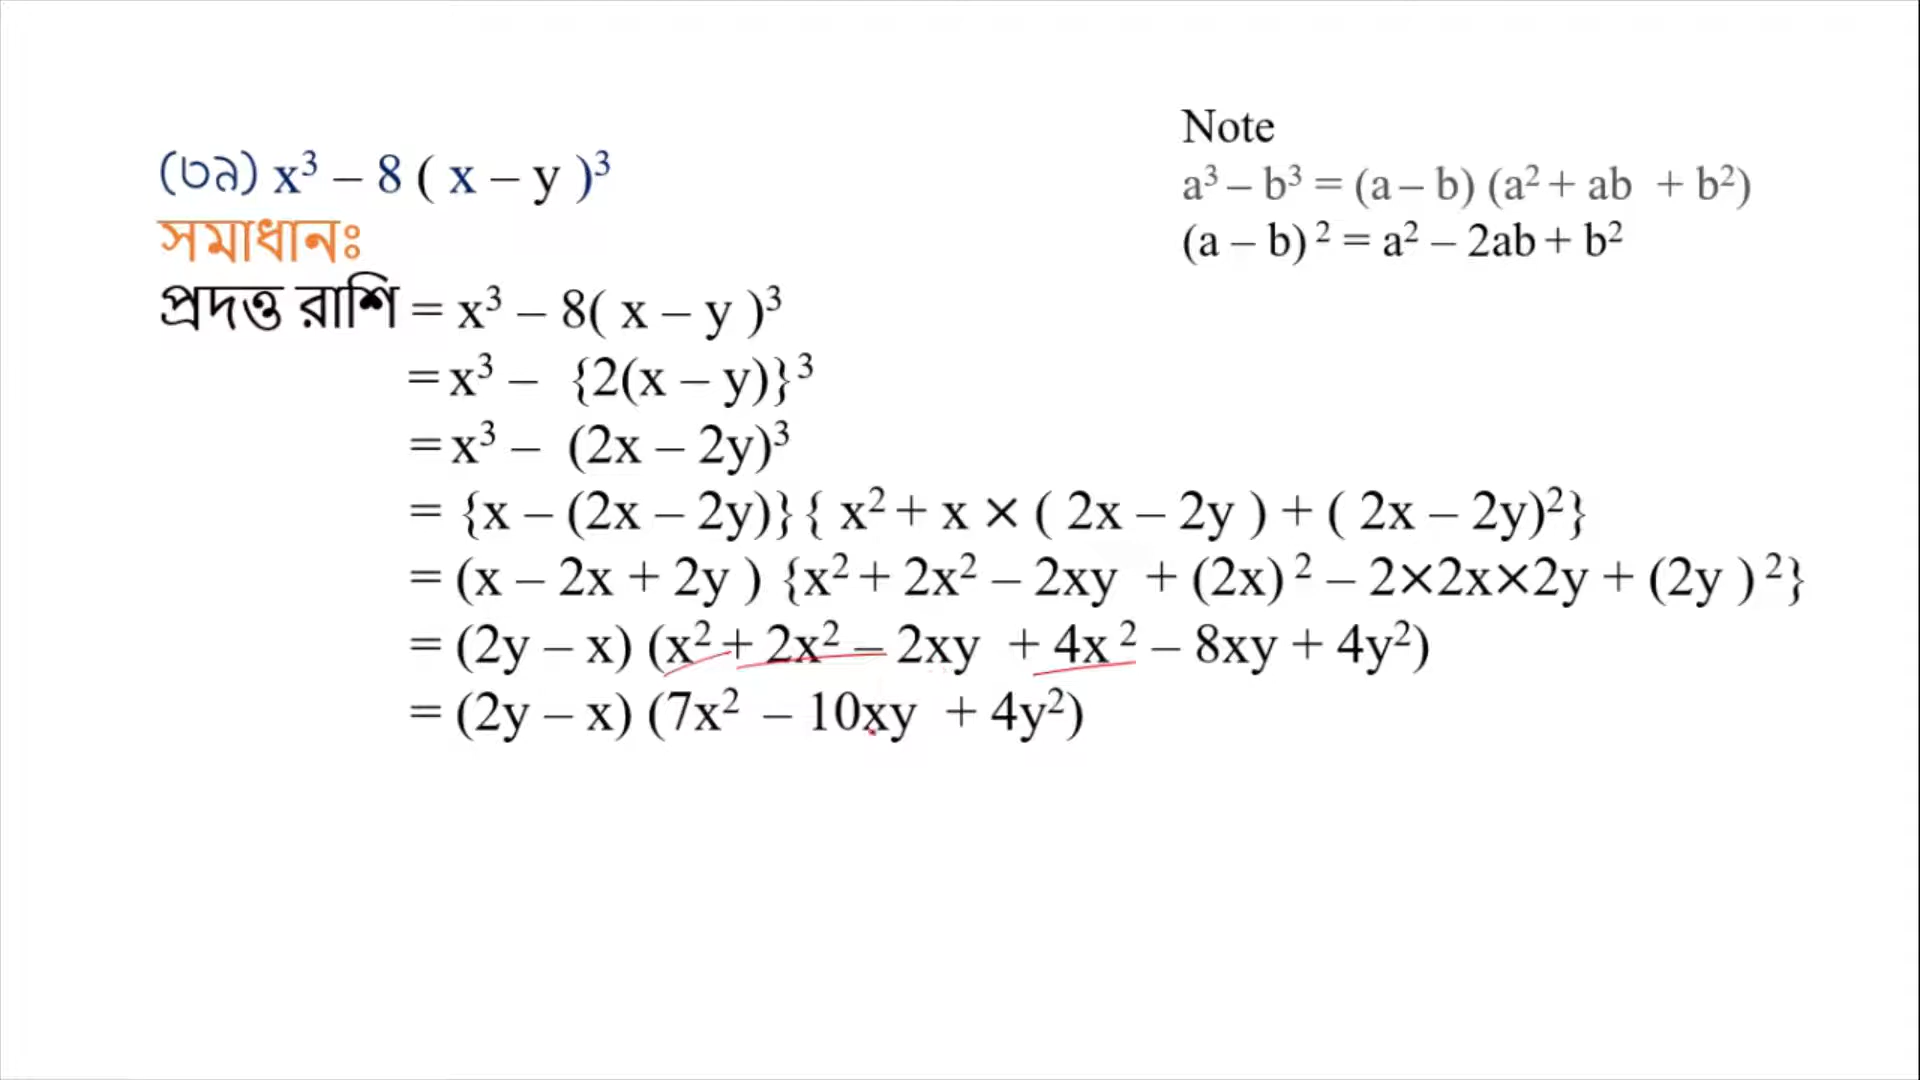 (৩৯) x³ – 8 ( x – y )³
সমাধানঃ
প্রদত্ত রাশি = x³ – 8( x – y )³
= x³ – {2(x – y)}³
= x³ – (2x – 2y)³
= {x – (2x – 2y)}{ x² + x × ( 2x – 2y ) + ( 2x – 2y)²}
= (x – 2x + 2y ) {x² + 2x² – 2xy + (2x)² – 2×2x×2y + (2y )²}
= (2y – x) (x² + 2x² – 2xy + 4x² – 8xy + 4y²)
= (2y – x) (7x² – 10xy + 4y²)
Note
a³ – b³ = (a – b) (a² + ab + b²)
(a – b)² = a² – 2ab + b²